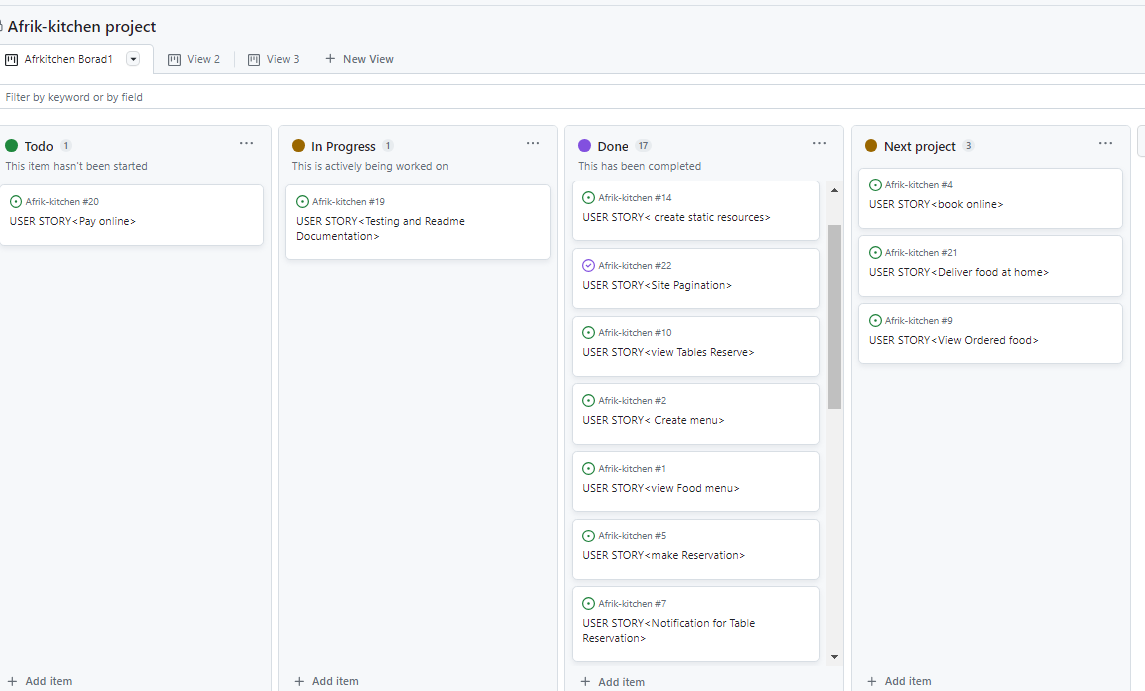 Afrik-kitchen project
Afrkitchen Borad1
View 2
View 3
+ New View
Filter by keyword or by field
Todo 1 ...
This item hasn't been started
Afrik-kitchen #20
USER STORY<Pay online>
+ Add item
In Progress 1 ...
This is actively being worked on
Afrik-kitchen #19
USER STORY<Testing and Readme
Documentation>
+ Add item
Done 17 ...
This has been completed
Afrik-kitchen #14
USER STORY< create static resources>
Afrik-kitchen #22
USER STORY<Site Pagination>
Afrik-kitchen #10
USER STORY<view Tables Reserve>
Afrik-kitchen #2
USER STORY< Create menu>
Afrik-kitchen #1
USER STORY<view Food menu>
Afrik-kitchen #5
USER STORY<make Reservation>
Afrik-kitchen #7
USER STORY<Notification for Table
Reservation>
+ Add item
Next project 3 ...
Afrik-kitchen #4
USER STORY<book online>
Afrik-kitchen #21
USER STORY<Deliver food at home>
Afrik-kitchen #9
USER STORY<View Ordered food>
+ Add item